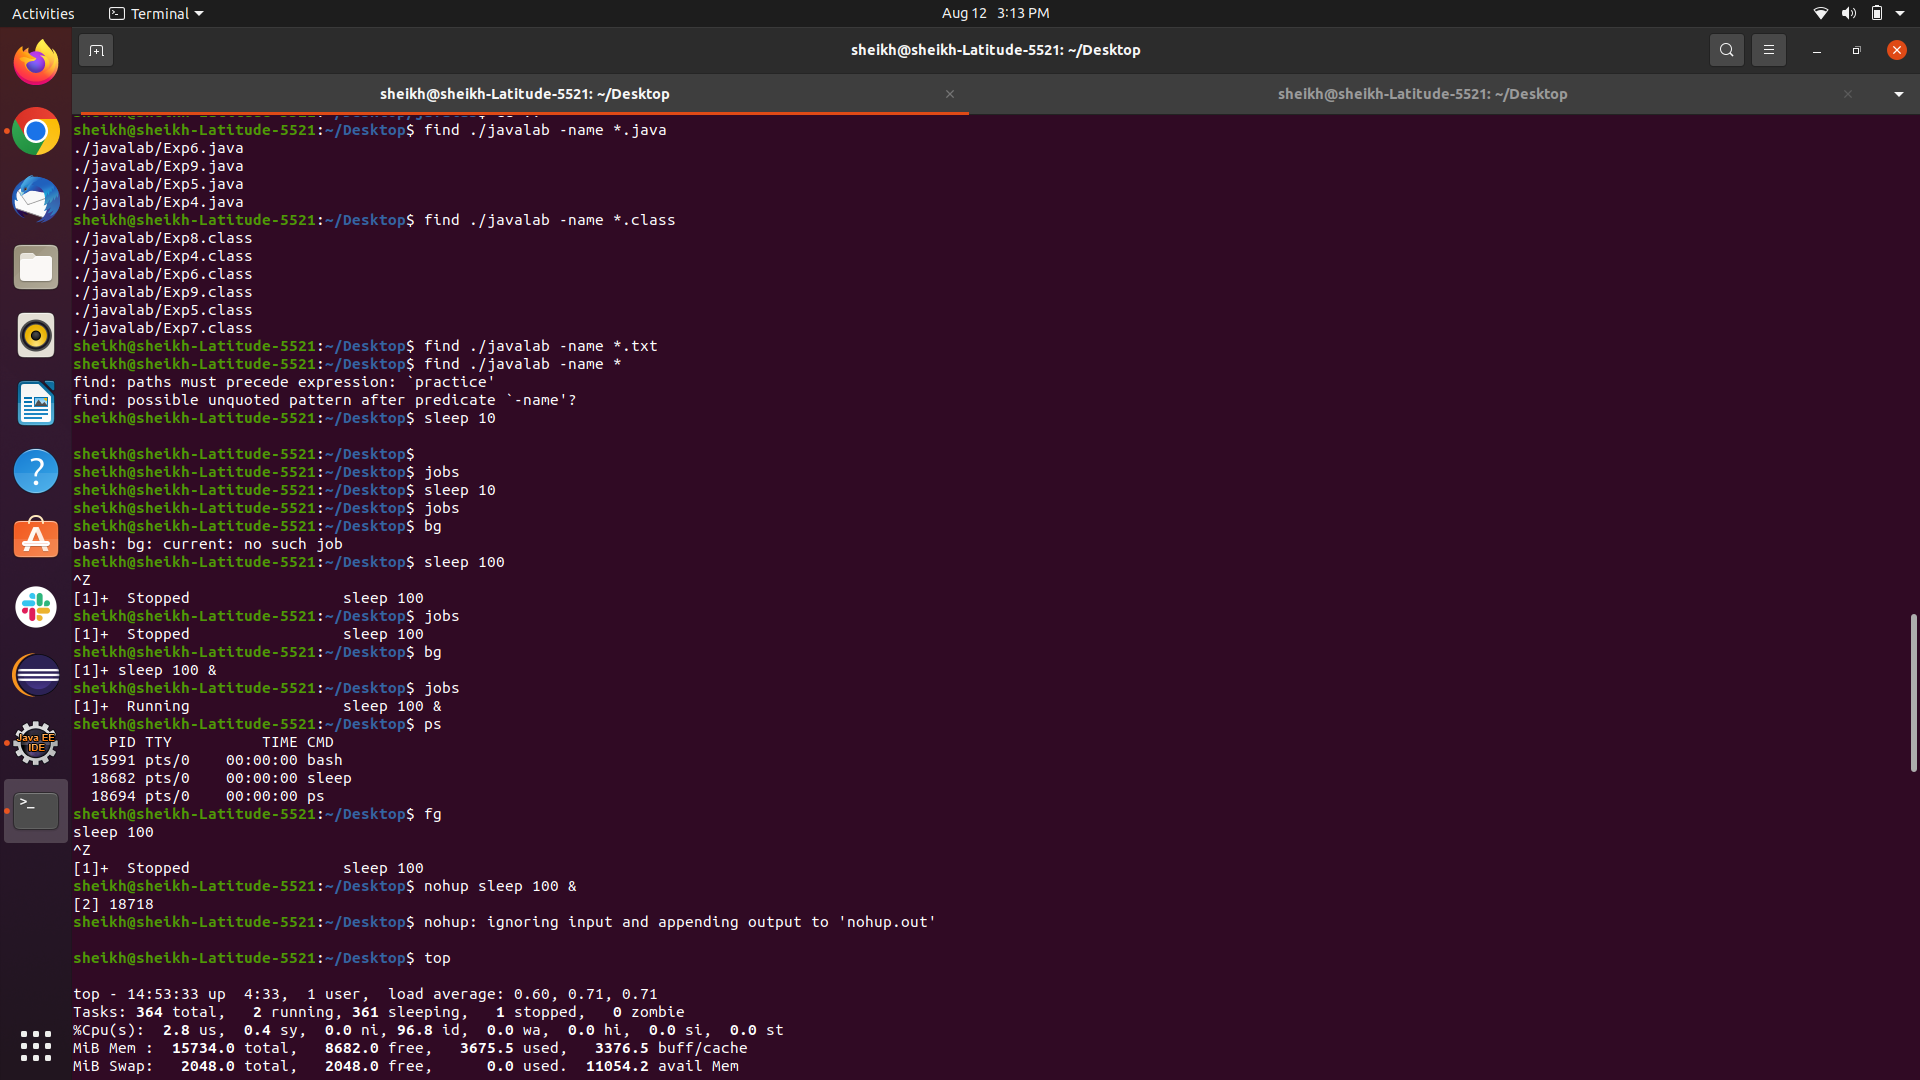 Activities
Terminal
Aug 12 3:13 PM
sheikh@sheikh-Latitude-5521: ~/Desktop
sheikh@sheikh-Latitude-5521: ~/Desktop
sheikh@sheikh-Latitude-5521: ~/Desktop
sheikh@sheikh-Latitude-5521:~/Desktop$ find ./javalab -name *.java
./javalab/Exp6.java
./javalab/Exp9.java
./javalab/Exp5.java
./javalab/Exp4.java
sheikh@sheikh-Latitude-5521:~/Desktop$ find ./javalab -name *.class
./javalab/Exp8.class
./javalab/Exp4.class
./javalab/Exp6.class
./javalab/Exp9.class
./javalab/Exp5.class
./javalab/Exp7.class
sheikh@sheikh-Latitude-5521:~/Desktop$ find ./javalab -name *.txt
sheikh@sheikh-Latitude-5521:~/Desktop$ find ./javalab -name *
find: paths must precede expression: `practice'
find: possible unquoted pattern after predicate `-name'?
sheikh@sheikh-Latitude-5521:~/Desktop$ sleep 10
sheikh@sheikh-Latitude-5521:~/Desktop$
sheikh@sheikh-Latitude-5521:~/Desktop$ jobs
sheikh@sheikh-Latitude-5521:~/Desktop$ sleep 10
sheikh@sheikh-Latitude-5521:~/Desktop$ jobs
sheikh@sheikh-Latitude-5521:~/Desktop$ bg
bash: bg: current: no such job
sheikh@sheikh-Latitude-5521:~/Desktop$ sleep 100
^Z
[1]+  Stopped                 sleep 100
sheikh@sheikh-Latitude-5521:~/Desktop$ jobs
[1]+  Stopped                 sleep 100
sheikh@sheikh-Latitude-5521:~/Desktop$ bg
[1]+ sleep 100 &
sheikh@sheikh-Latitude-5521:~/Desktop$ jobs
[1]+  Running                 sleep 100 &
sheikh@sheikh-Latitude-5521:~/Desktop$ ps
    PID TTY          TIME CMD
  15991 pts/0    00:00:00 bash
  18682 pts/0    00:00:00 sleep
  18694 pts/0    00:00:00 ps
sheikh@sheikh-Latitude-5521:~/Desktop$ fg
sleep 100
^Z
[1]+  Stopped                 sleep 100
sheikh@sheikh-Latitude-5521:~/Desktop$ nohup sleep 100 &
[2] 18718
sheikh@sheikh-Latitude-5521:~/Desktop$ nohup: ignoring input and appending output to 'nohup.out'
sheikh@sheikh-Latitude-5521:~/Desktop$ top
top - 14:53:33 up  4:33,  1 user,  load average: 0.60, 0.71, 0.71
Tasks: 364 total,   2 running, 361 sleeping,   1 stopped,   0 zombie
%Cpu(s):  2.8 us,  0.4 sy,  0.0 ni, 96.8 id,  0.0 wa,  0.0 hi,  0.0 si,  0.0 st
MiB Mem :  15734.0 total,   8682.0 free,   3675.5 used,   3376.5 buff/cache
MiB Swap:   2048.0 total,   2048.0 free,      0.0 used.  11054.2 avail Mem
Java EE
IDE
>_